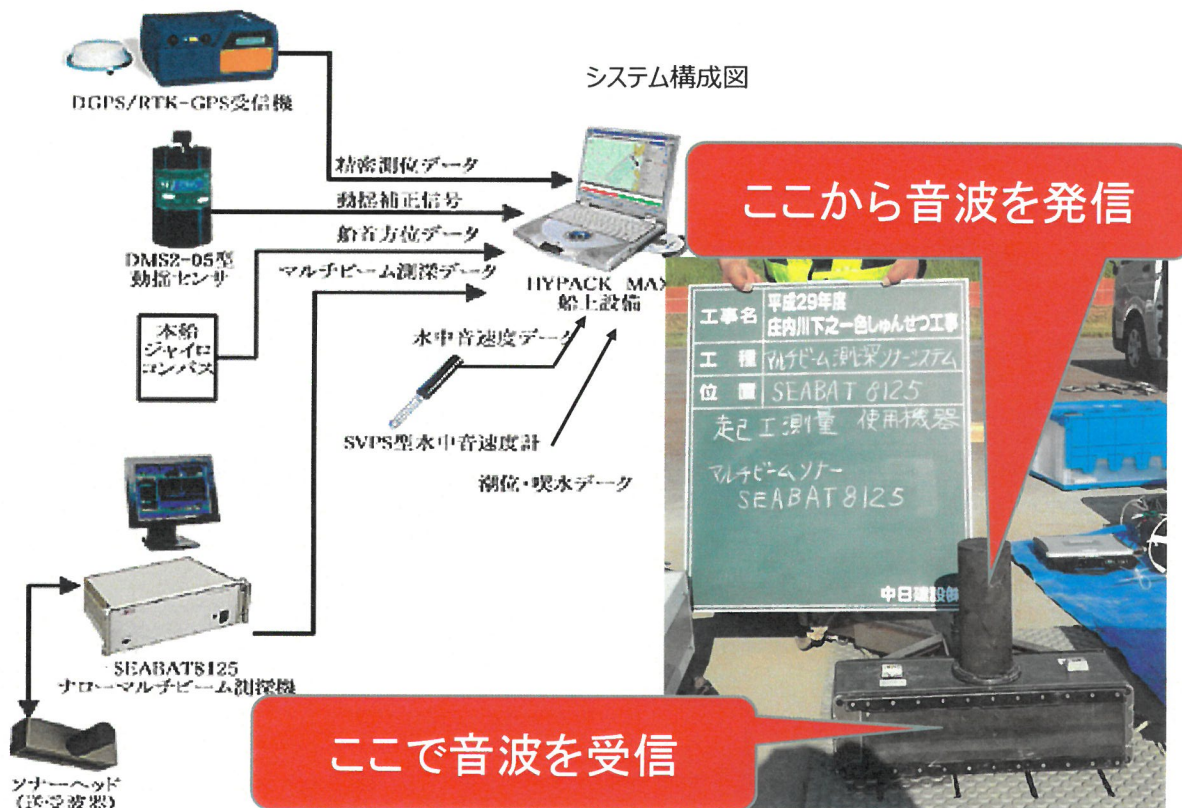 システム構成図
DGPS/RTK-GPS受信機
精密測位データ
動揺補正信号
DMS2-05型
動揺センサ
船首方位データ
マルチビーム測深データ
HYPACK MAX
船上設備
本船
ジャイロ
コンパス
水中音速度データ
SVPS型水中音速度計
潮位・喫水データ
SEABAT8125
ナローマルチビーム測深機
ソナーヘッド
(送受波器)
ここから音波を発信
工事名
平成29年度
庄内川下之一色しゅんせつ工事
工種
マルチビーム測深ソナーシステム
位置
SEABAT 8125
起工測量 使用機器
マルチビームソナー
SEABAT8125
中日建設㈱
ここで音波を受信